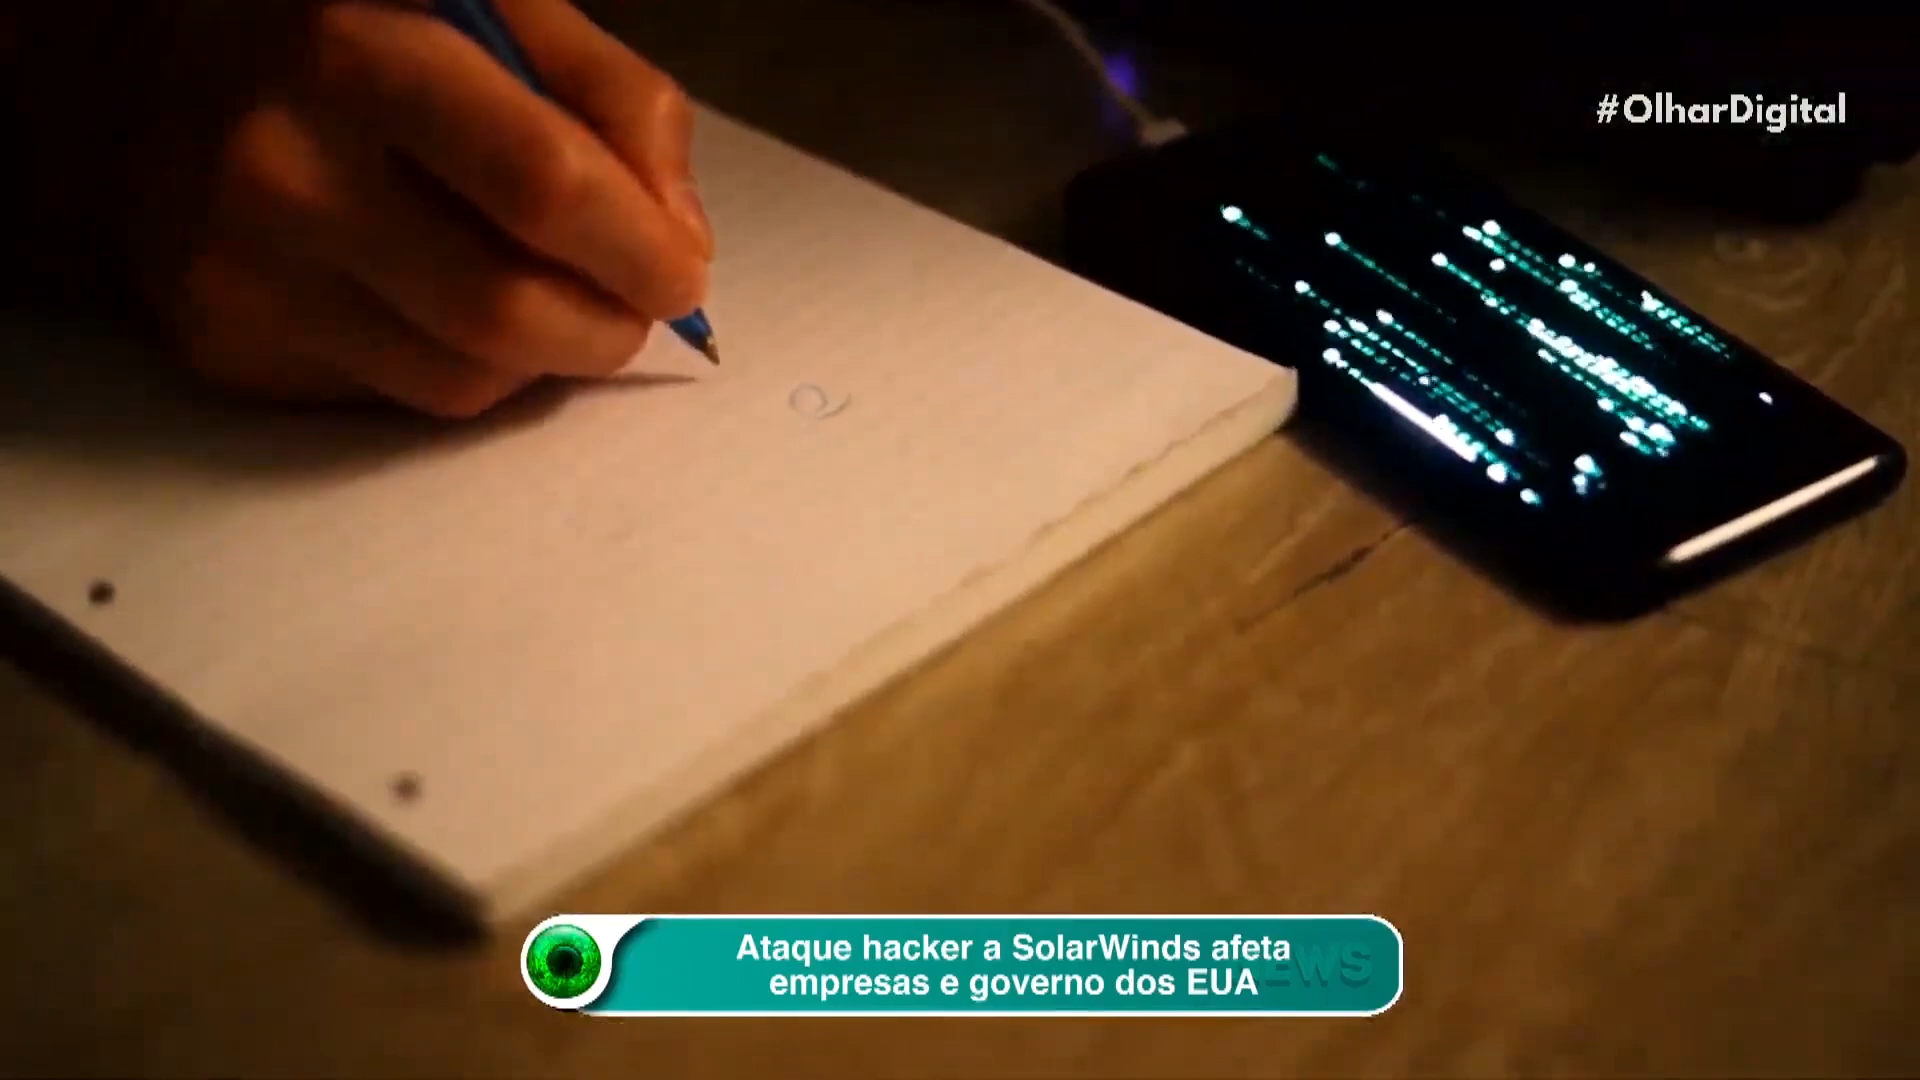 #OlharDigital
Ataque hacker a SolarWinds afeta
empresas e governo dos EUA